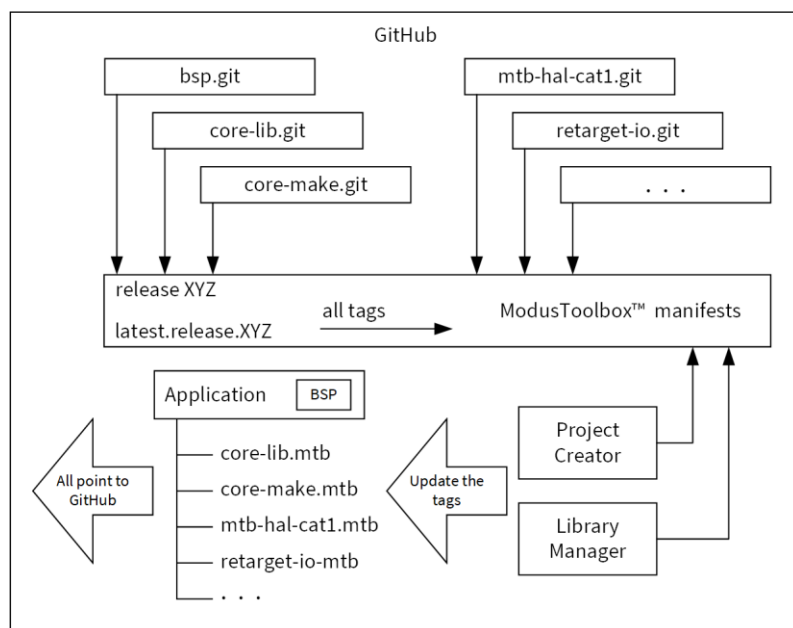 GitHub
bsp.git
mtb-hal-cat1.git
core-lib.git
retarget-io.git
core-make.git
. . .
release XYZ
latest.release.XYZ
all tags
ModusToolbox™ manifests
Application
BSP
core-lib.mtb
core-make.mtb
mtb-hal-cat1.mtb
retarget-io-mtb
. . .
All point to
GitHub
Update the
tags
Project
Creator
Library
Manager